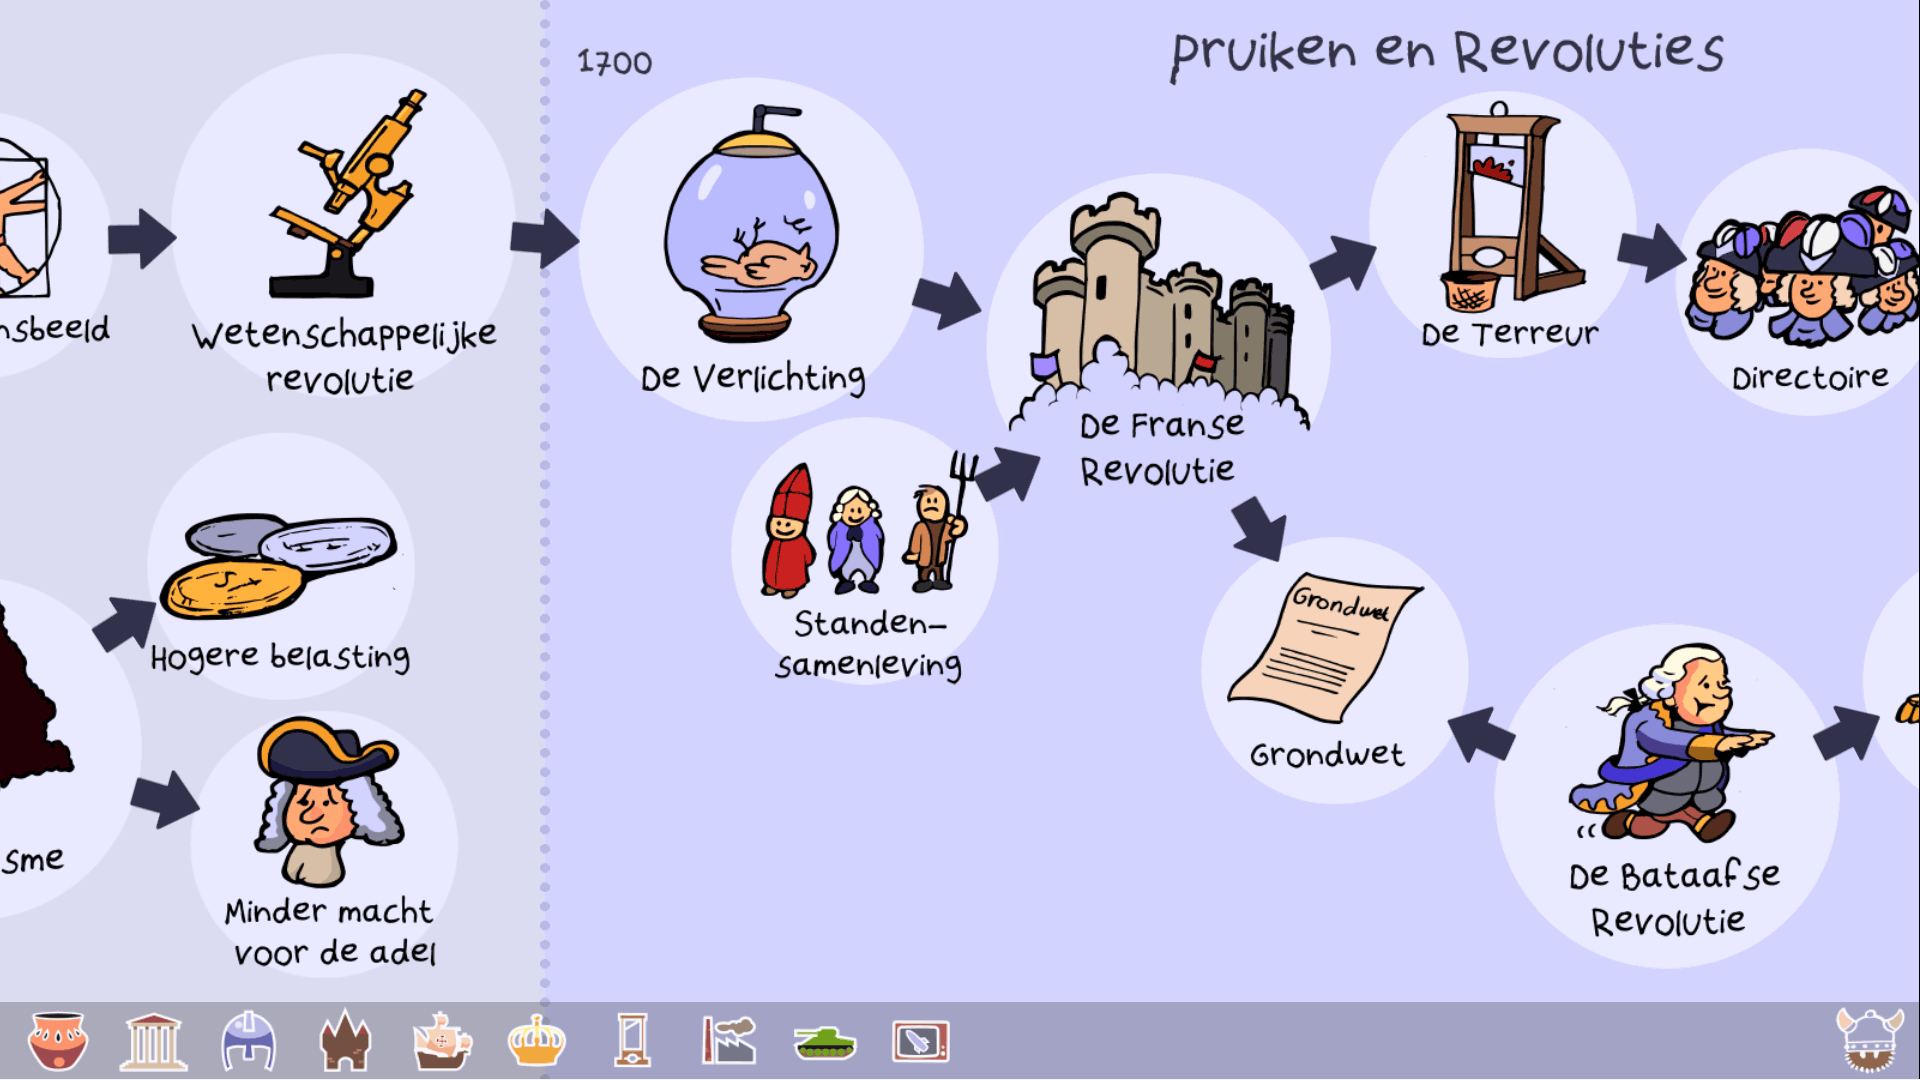 1700
Pruiken en Revoluties
nsbeeld
Wetenschappelijke
revolutie
De Verlichting
De Franse
Revolutie
De Terreur
Directoire
Standen-
samenleving
Hogere belasting
Grondwet
Grondwet
sme
Minder macht
voor de adel
De Bataafse
Revolutie